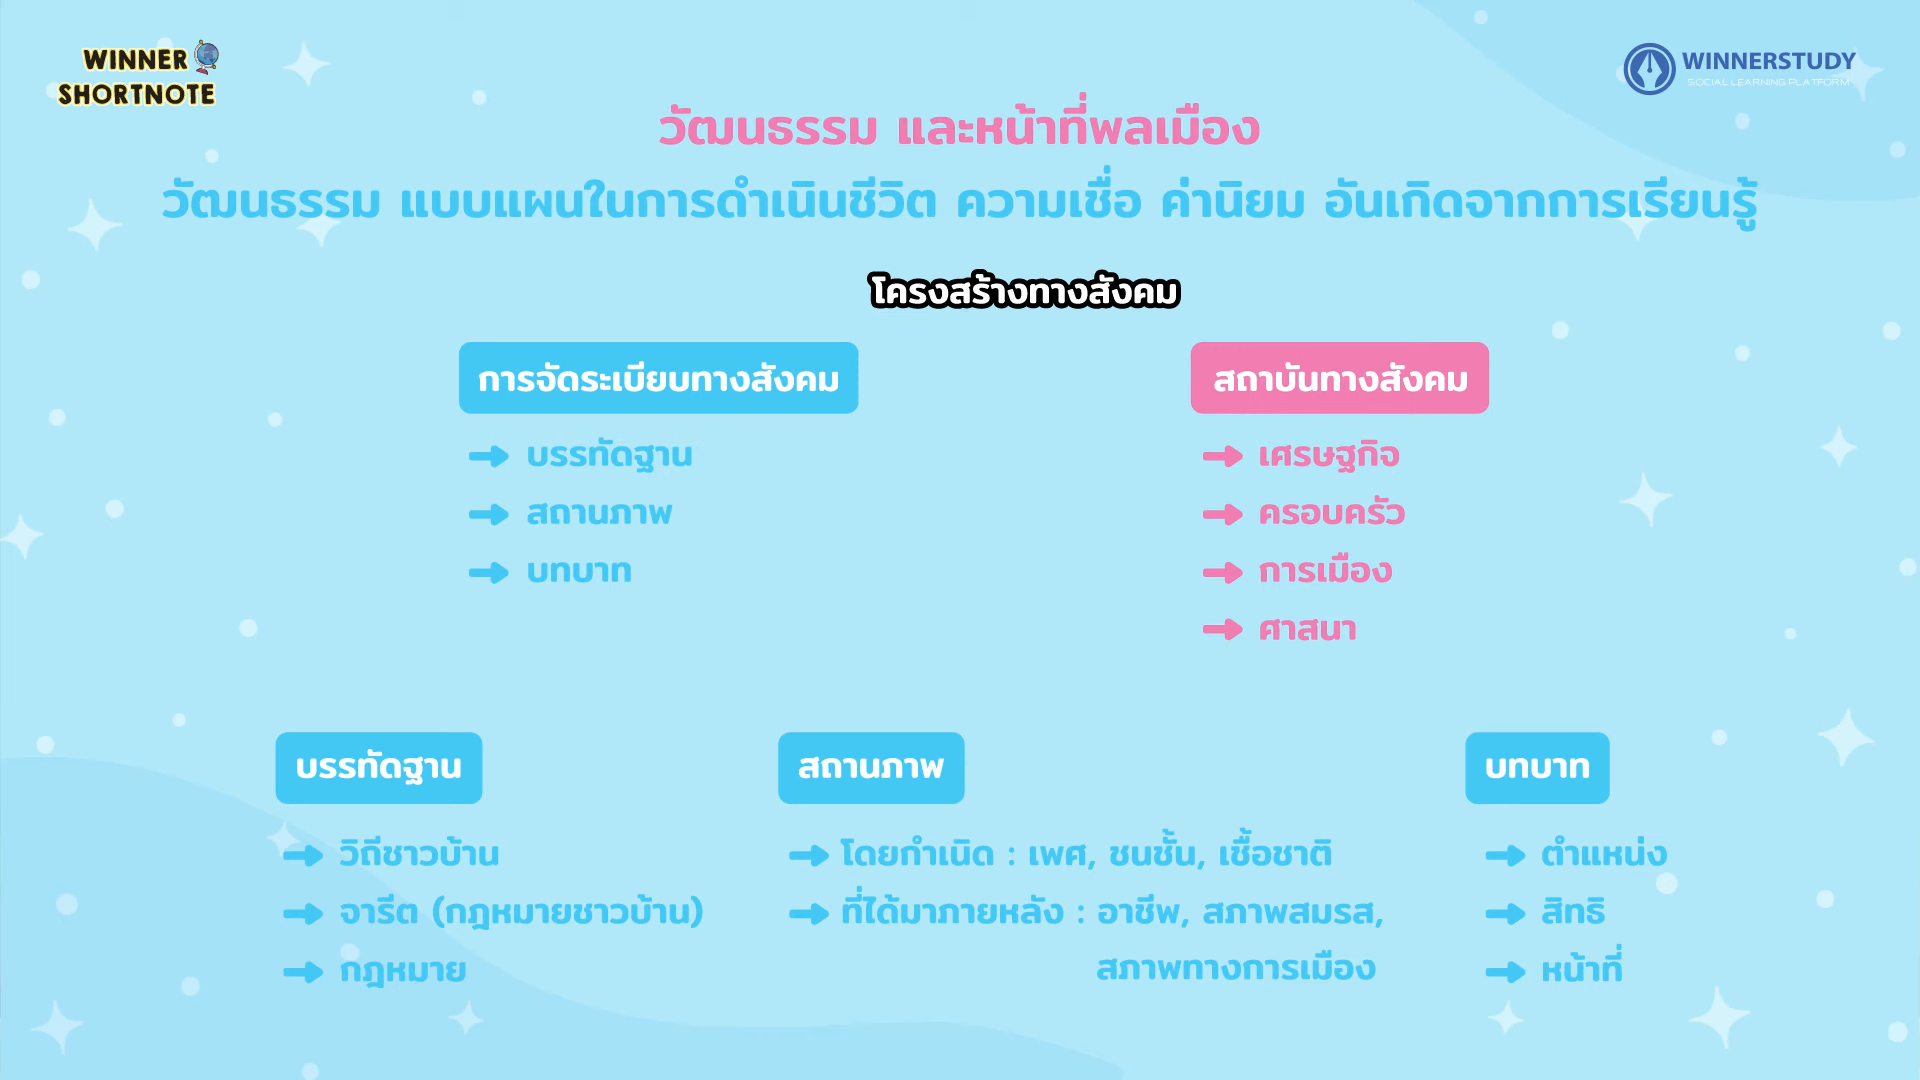 WINNER
SHORTNOTE
WINNERSTUDY
SOCIAL LEARNING PLATFORM
วัฒนธรรม และหน้าที่พลเมือง
วัฒนธรรม แบบแผนในการดำเนินชีวิต ความเชื่อ ค่านิยม อันเกิดจากการเรียนรู้
โครงสร้างทางสังคม
การจัดระเบียบทางสังคม
บรรทัดฐาน
สถานภาพ
บทบาท
สถาบันทางสังคม
เศรษฐกิจ
ครอบครัว
การเมือง
ศาสนา
บรรทัดฐาน
วิถีชาวบ้าน
จารีต (กฎหมายชาวบ้าน)
กฎหมาย
สถานภาพ
โดยกำเนิด : เพศ, ชนชั้น, เชื้อชาติ
ที่ได้มาภายหลัง : อาชีพ, สภาพสมรส,
สภาพทางการเมือง
บทบาท
ตำแหน่ง
สิทธิ
หน้าที่